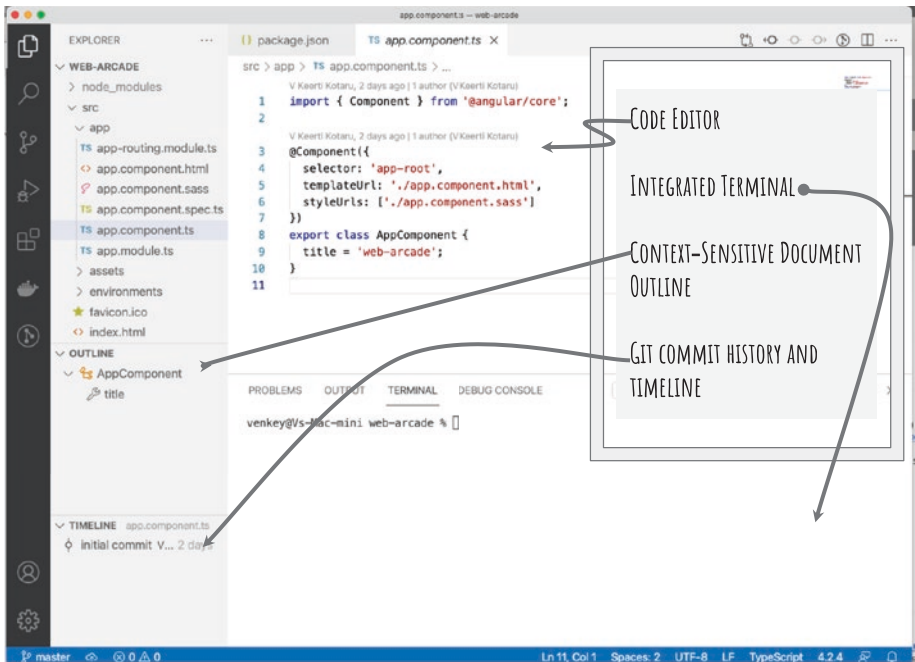 app.component.ts — web-arcade
EXPLORER ...
WEB-ARCADE
node_modules
src
app
TS app-routing.module.ts
app.component.html
app.component.sass
TS app.component.spec.ts
TS app.component.ts
TS app.module.ts
assets
environments
favicon.ico
index.html
OUTLINE
AppComponent
title
TIMELINE app.component.ts
initial commit V... 2 days
{} package.json TS app.component.ts ×
src > app > TS app.component.ts > ...
V Keerti Kotaru, 2 days ago | 1 author (V Keerti Kotaru)
1 import { Component } from '@angular/core';
2
V Keerti Kotaru, 2 days ago | 1 author (V Keerti Kotaru)
3 @Component({
4 selector: 'app-root',
5 templateUrl: './app.component.html',
6 styleUrls: ['./app.component.sass']
7 })
8 export class AppComponent {
9 title = 'web-arcade';
10 }
11
PROBLEMS OUTPUT TERMINAL DEBUG CONSOLE
venkey@Vs-Mac-mini web-arcade %
CODE EDITOR
INTEGRATED TERMINAL
CONTEXT-SENSITIVE DOCUMENT
OUTLINE
GIT COMMIT HISTORY AND
TIMELINE
master 0 0 Ln 11, Col 1 Spaces: 2 UTF-8 LF TypeScript 4.2.4